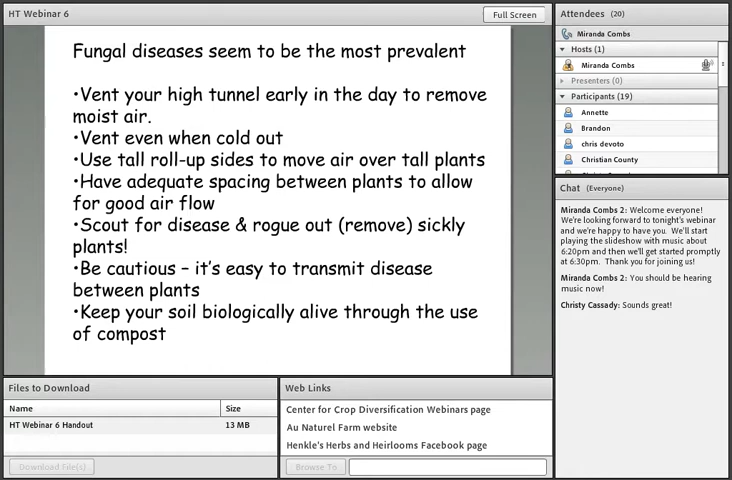 HT Webinar 6
Full Screen
Fungal diseases seem to be the most prevalent
•Vent your high tunnel early in the day to remove
moist air.
•Vent even when cold out
•Use tall roll-up sides to move air over tall plants
•Have adequate spacing between plants to allow
for good air flow
•Scout for disease & rogue out (remove) sickly
plants!
•Be cautious – it's easy to transmit disease
between plants
•Keep your soil biologically alive through the use
of compost
Files to Download
Name Size
HT Webinar 6 Handout 13 MB
Download File(s)
Web Links
Center for Crop Diversification Webinars page
Au Naturel Farm website
Henkle's Herbs and Heirlooms Facebook page
Browse To
Attendees (20)
Miranda Combs
Hosts (1)
Miranda Combs
Presenters (0)
Participants (19)
Annette
Brandon
chris devoto
Christian County
Chat (Everyone)
Miranda Combs 2: Welcome everyone!
We're looking forward to tonight's webinar
and we're happy to have you. We'll start
playing the slideshow with music about
6:20pm and then we'll get started promptly
at 6:30pm. Thank you for joining us!
Miranda Combs 2: You should be hearing
music now!
Christy Cassady: Sounds great!